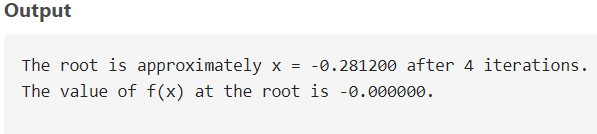 Output
The root is approximately x = -0.281200 after 4 iterations.
The value of f(x) at the root is -0.000000.